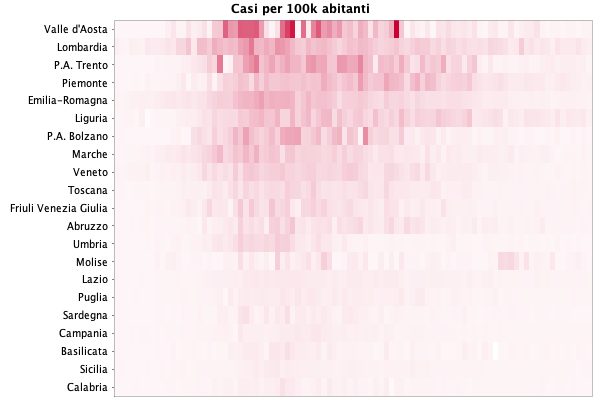 Casi per 100k abitanti
Valle d'Aosta
Lombardia
P.A. Trento
Piemonte
Emilia-Romagna
Liguria
P.A. Bolzano
Marche
Veneto
Toscana
Friuli Venezia Giulia
Abruzzo
Umbria
Molise
Lazio
Puglia
Sardegna
Campania
Basilicata
Sicilia
Calabria